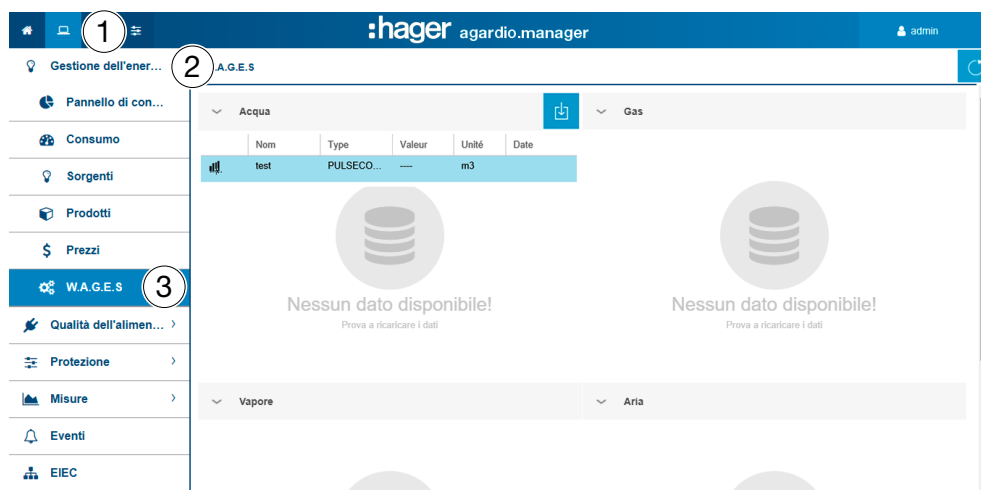 1
:hager agardio.manager
admin
Gestione dell'ener...
2
.A.G.E.S
Pannello di con...
Consumo
Sorgenti
Prodotti
Prezzi
W.A.G.E.S
3
Qualità dell'alimen...
Protezione
Misure
Eventi
EIEC
Acqua
Nom Type Valeur Unité Date
test PULSECO... ---- m3
Nessun dato disponibile!
Prova a ricaricare i dati
Gas
Nessun dato disponibile!
Prova a ricaricare i dati
Vapore
Aria